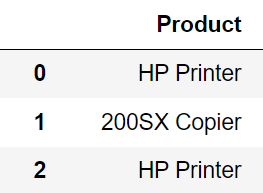 Product
0 HP Printer
1 200SX Copier
2 HP Printer